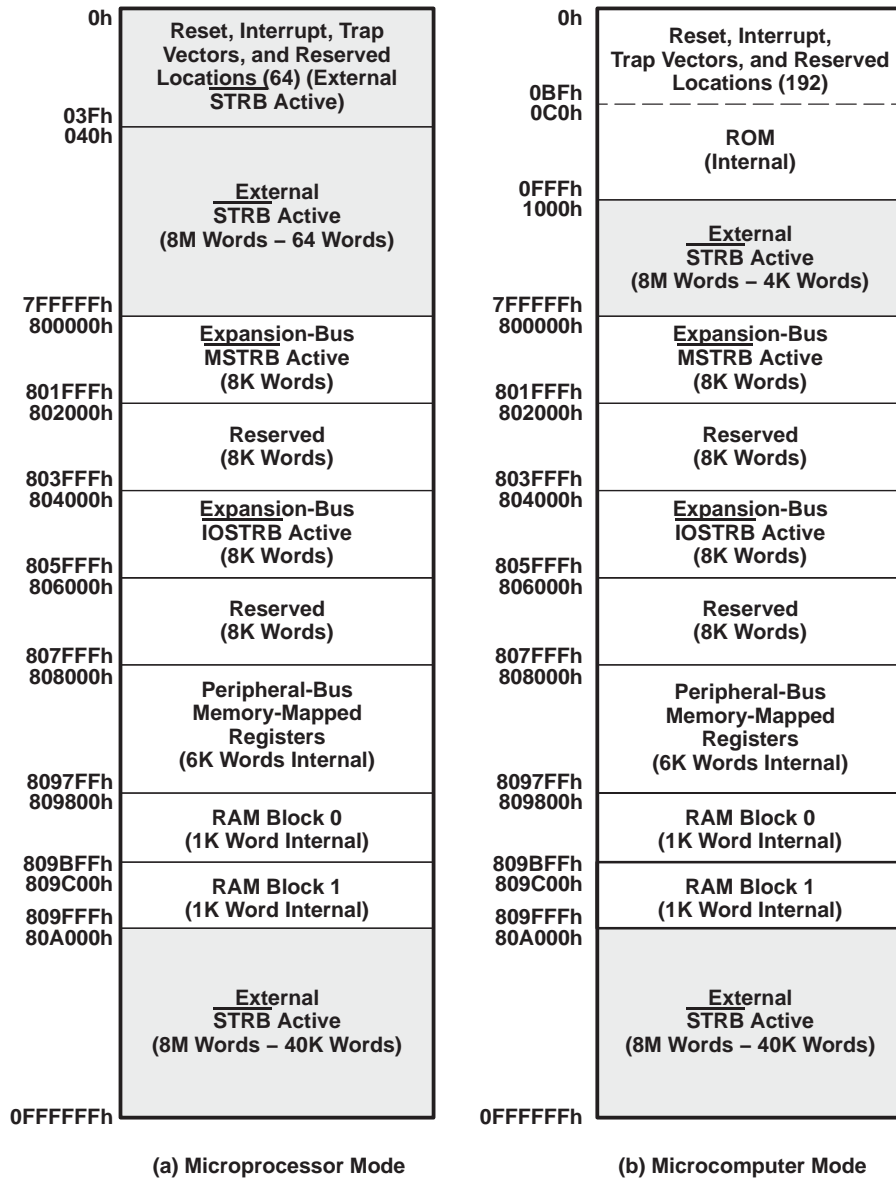 0h
Reset, Interrupt, Trap
Vectors, and Reserved
Locations (64) (External
STRB Active)
03Fh
040h
External
STRB Active
(8M Words – 64 Words)
7FFFFFh
800000h
Expansion-Bus
MSTRB Active
(8K Words)
801FFFh
802000h
Reserved
(8K Words)
803FFFh
804000h
Expansion-Bus
IOSTRB Active
(8K Words)
805FFFh
806000h
Reserved
(8K Words)
807FFFh
808000h
Peripheral-Bus
Memory-Mapped
Registers
(6K Words Internal)
8097FFh
809800h
RAM Block 0
(1K Word Internal)
809BFFh
809C00h
RAM Block 1
(1K Word Internal)
809FFFh
80A000h
External
STRB Active
(8M Words – 40K Words)
0FFFFFFh
(a) Microprocessor Mode
0h
Reset, Interrupt,
Trap Vectors, and Reserved
Locations (192)
0BFh
0C0h
ROM
(Internal)
0FFFh
1000h
External
STRB Active
(8M Words – 4K Words)
7FFFFFh
800000h
Expansion-Bus
MSTRB Active
(8K Words)
801FFFh
802000h
Reserved
(8K Words)
803FFFh
804000h
Expansion-Bus
IOSTRB Active
(8K Words)
805FFFh
806000h
Reserved
(8K Words)
807FFFh
808000h
Peripheral-Bus
Memory-Mapped
Registers
(6K Words Internal)
8097FFh
809800h
RAM Block 0
(1K Word Internal)
809BFFh
809C00h
RAM Block 1
(1K Word Internal)
809FFFh
80A000h
External
STRB Active
(8M Words – 40K Words)
0FFFFFFh
(b) Microcomputer Mode